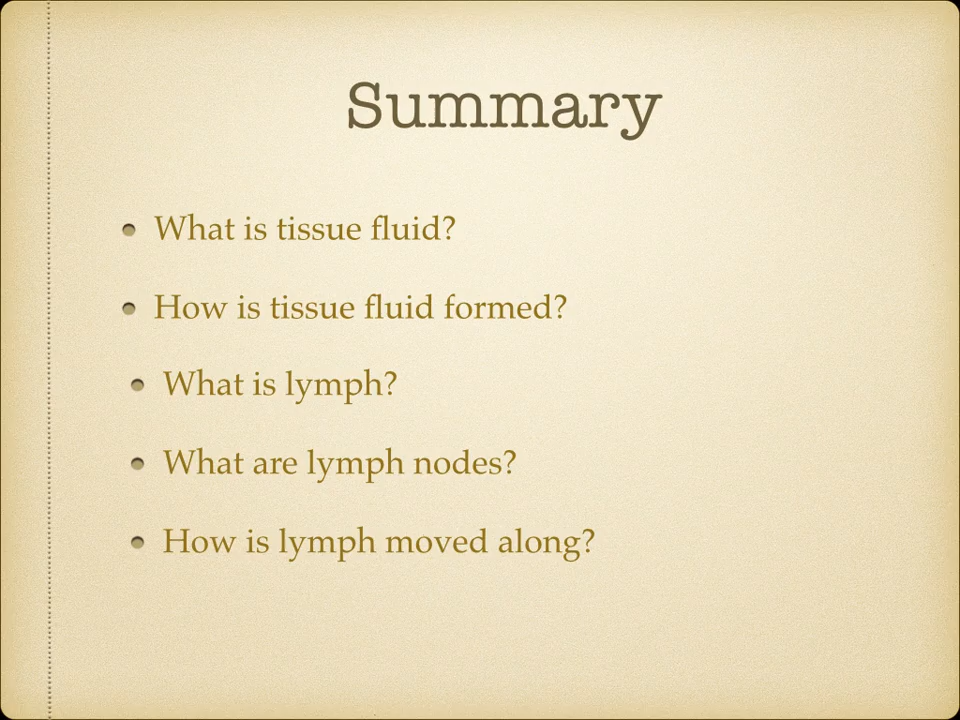 Summary
What is tissue fluid?
How is tissue fluid formed?
What is lymph?
What are lymph nodes?
How is lymph moved along?